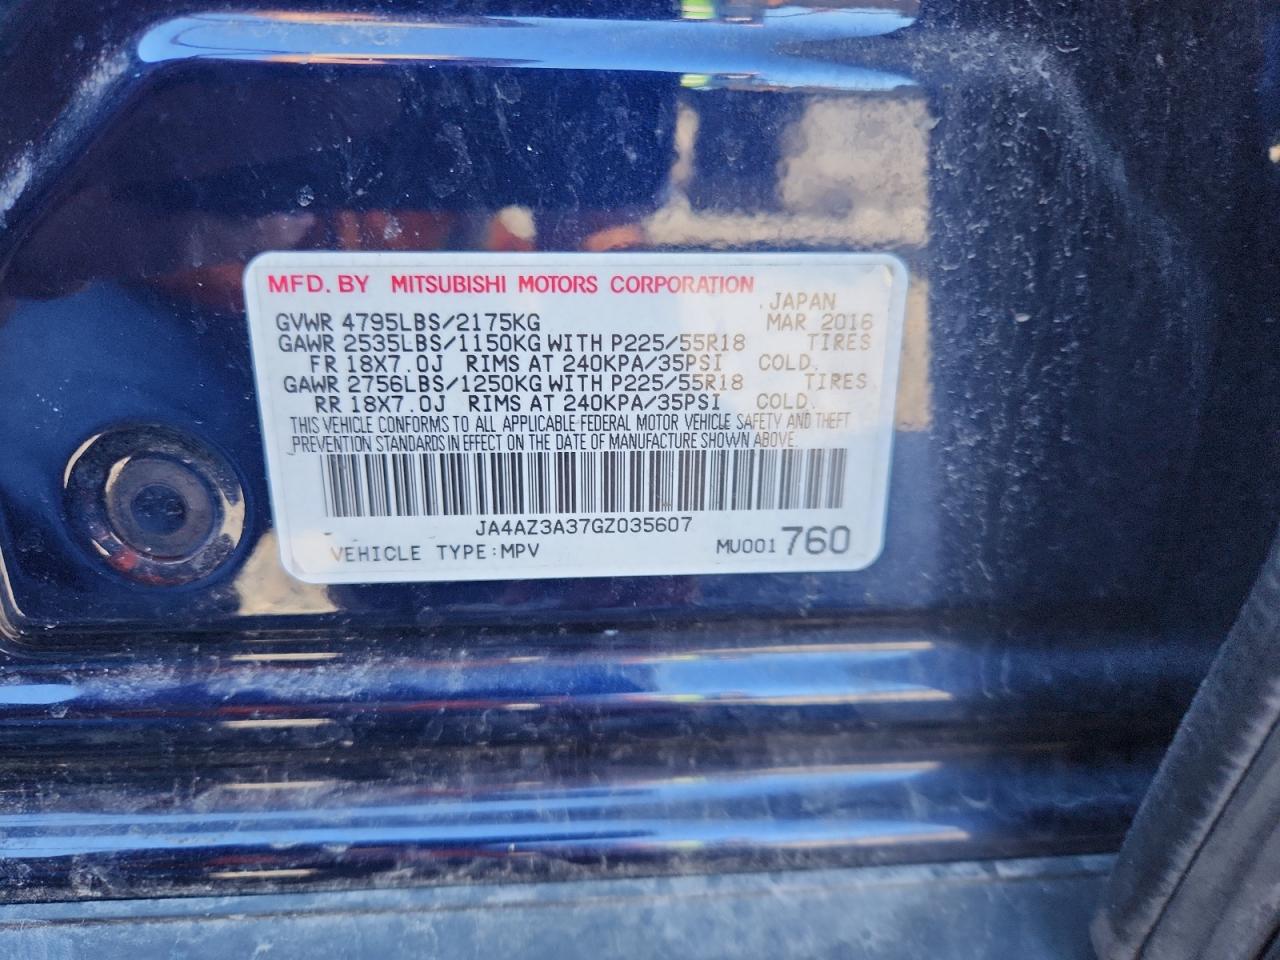 MFD. BY MITSUBISHI MOTORS CORPORATION
JAPAN
GVWR 4795LBS/2175KG MAR 2016
GAWR 2535LBS/1150KG WITH P225/55R18 TIRES
FR 18X7.0J RIMS AT 240KPA/35PSI COLD.
GAWR 2756LBS/1250KG WITH P225/55R18 TIRES
RR 18X7.0J RIMS AT 240KPA/35PSI COLD.
THIS VEHICLE CONFORMS TO ALL APPLICABLE FEDERAL MOTOR VEHICLE SAFETY AND THEFT
PREVENTION STANDARDS IN EFFECT ON THE DATE OF MANUFACTURE SHOWN ABOVE.
JA4AZ3A37GZ035607
VEHICLE TYPE:MPV MU001760